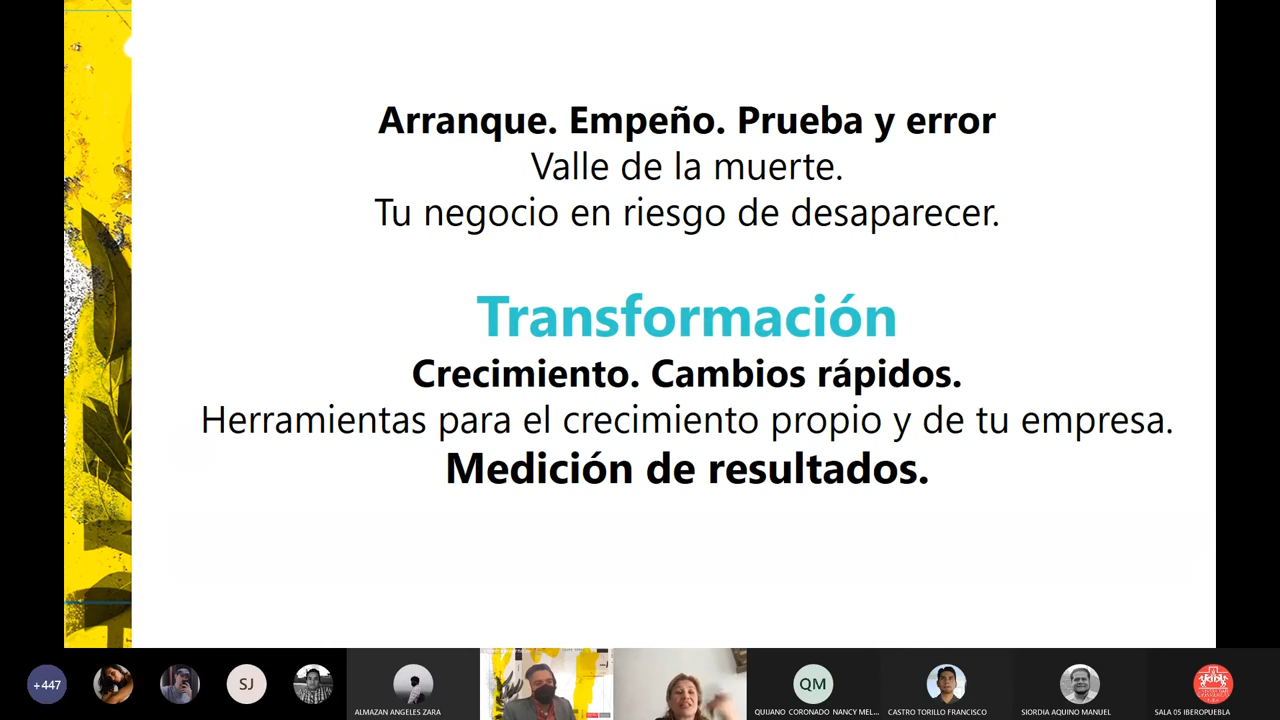 Arranque. Empeño. Prueba y error
Valle de la muerte.
Tu negocio en riesgo de desaparecer.
Transformación
Crecimiento. Cambios rápidos.
Herramientas para el crecimiento propio y de tu empresa.
Medición de resultados.
+447
SJ
ALMAZAN ANGELES ZARA
QM
QUIJANO CORONADO NANCY MEL...
CASTRO TORILLO FRANCISCO
SIORDIA AQUINO MANUEL
SALA 05 IBEROPUEBLA